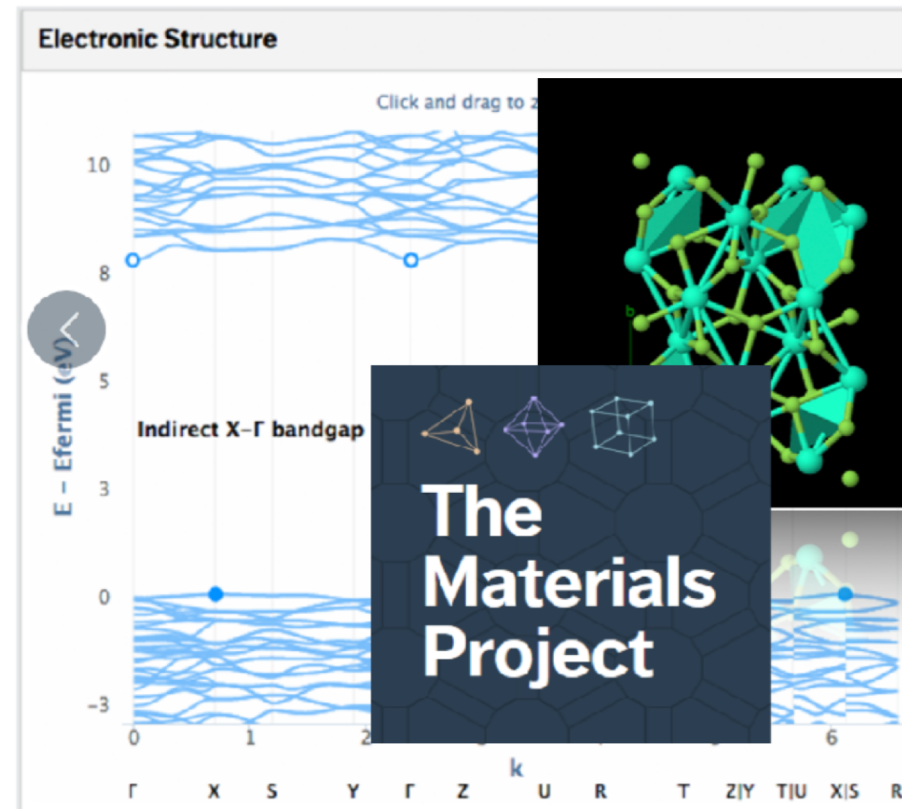 Electronic Structure
Click and drag to z
10
8
5
3
0
-3
E - Efermi (eV)
Indirect X-Γ bandgap
b
The
Materials
Project
0 1 2 6
k
Γ X S Y Γ Z U R T Z|Y T|U X|S R